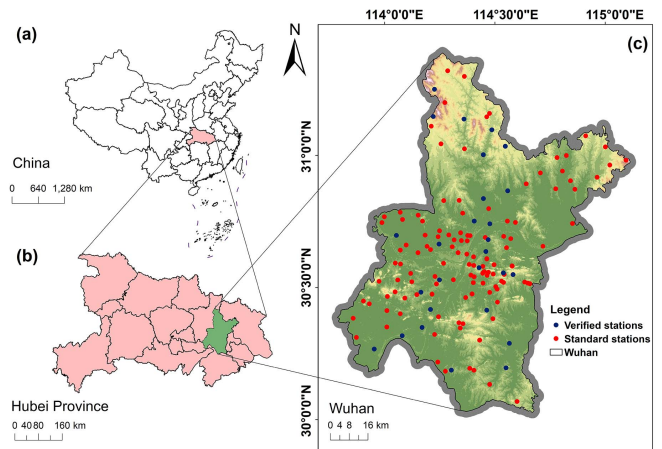 (a)
N
China
0 640 1,280 km
(b)
Hubei Province
0 40 80 160 km
(c)
114°0'0"E
114°30'0"E
115°0'0"E
31°0'0"N
30°30'0"N
30°0'0"N
Legend
Verified stations
Standard stations
Wuhan
Wuhan
0 4 8 16 km